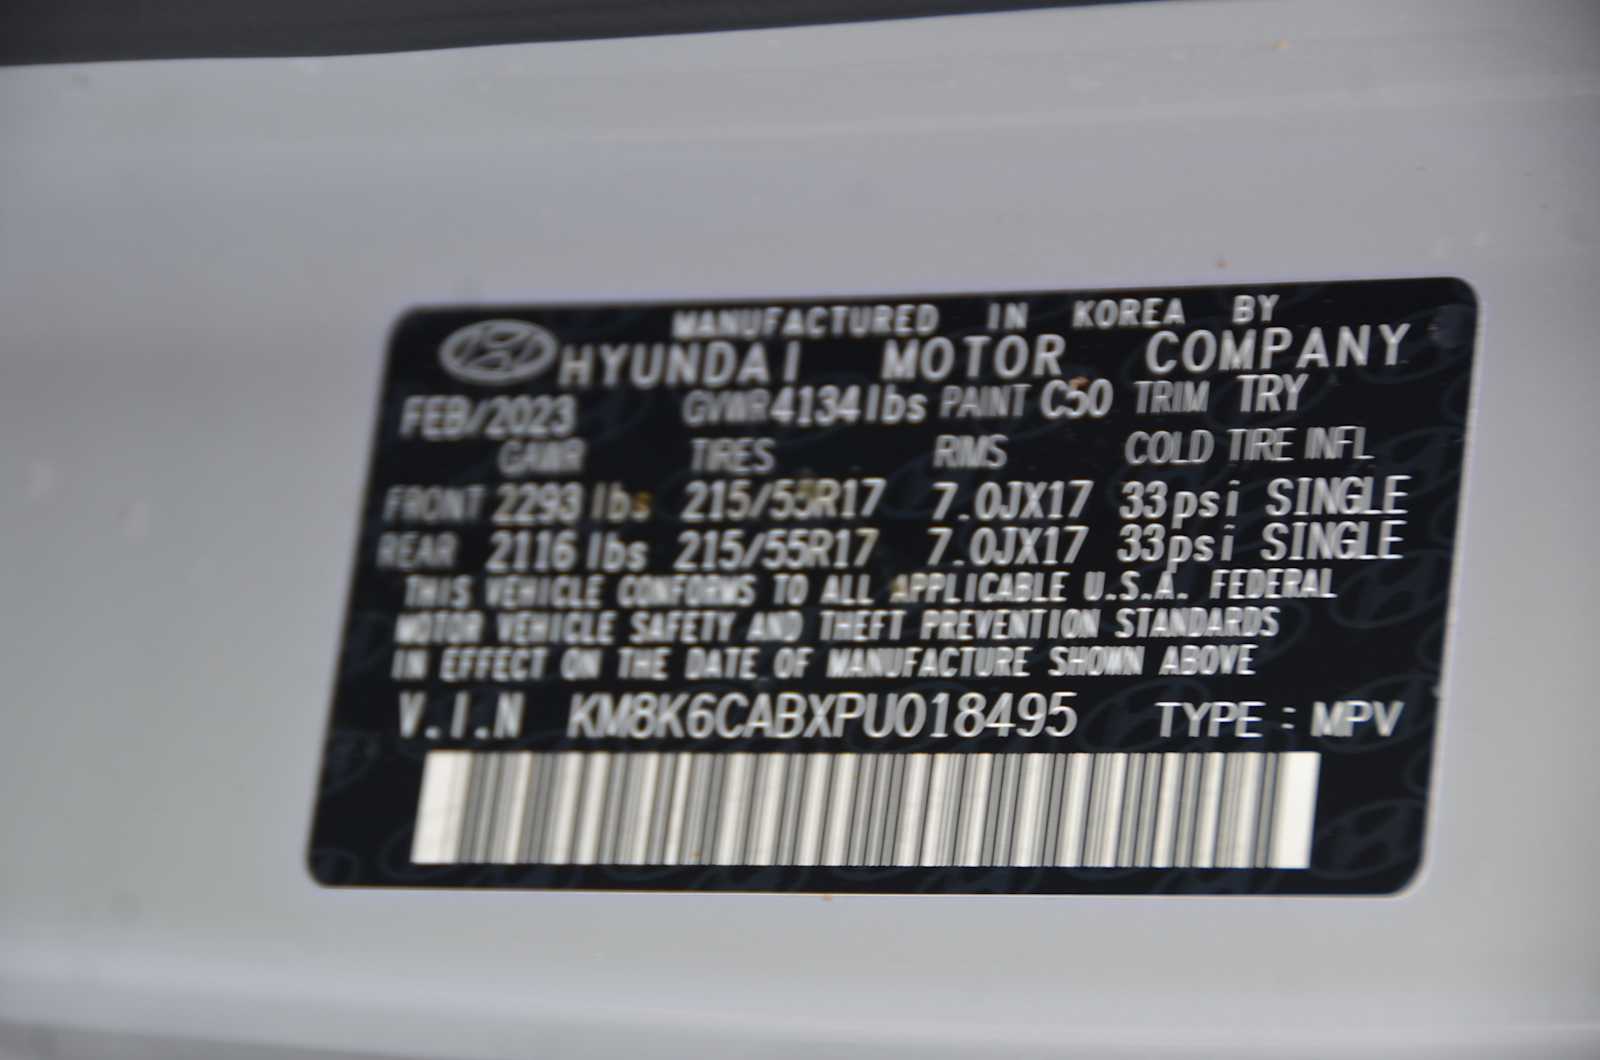 MANUFACTURED IN KOREA BY
HYUNDAI MOTOR COMPANY
FEB/2023 GVWR 4134 lbs PAINT C50 TRIM TRY
GAWR TIRES RMS COLD TIRE INFL
FRONT 2293 lbs 215/55R17 7.0JX17 33psi SINGLE
REAR 2116 lbs 215/55R17 7.0JX17 33psi SINGLE
THIS VEHICLE CONFORMS TO ALL APPLICABLE U.S.A. FEDERAL
MOTOR VEHICLE SAFETY AND THEFT PREVENTION STANDARDS
IN EFFECT ON THE DATE OF MANUFACTURE SHOWN ABOVE
V.I.N KM8K6CABXPU018495 TYPE : MPV